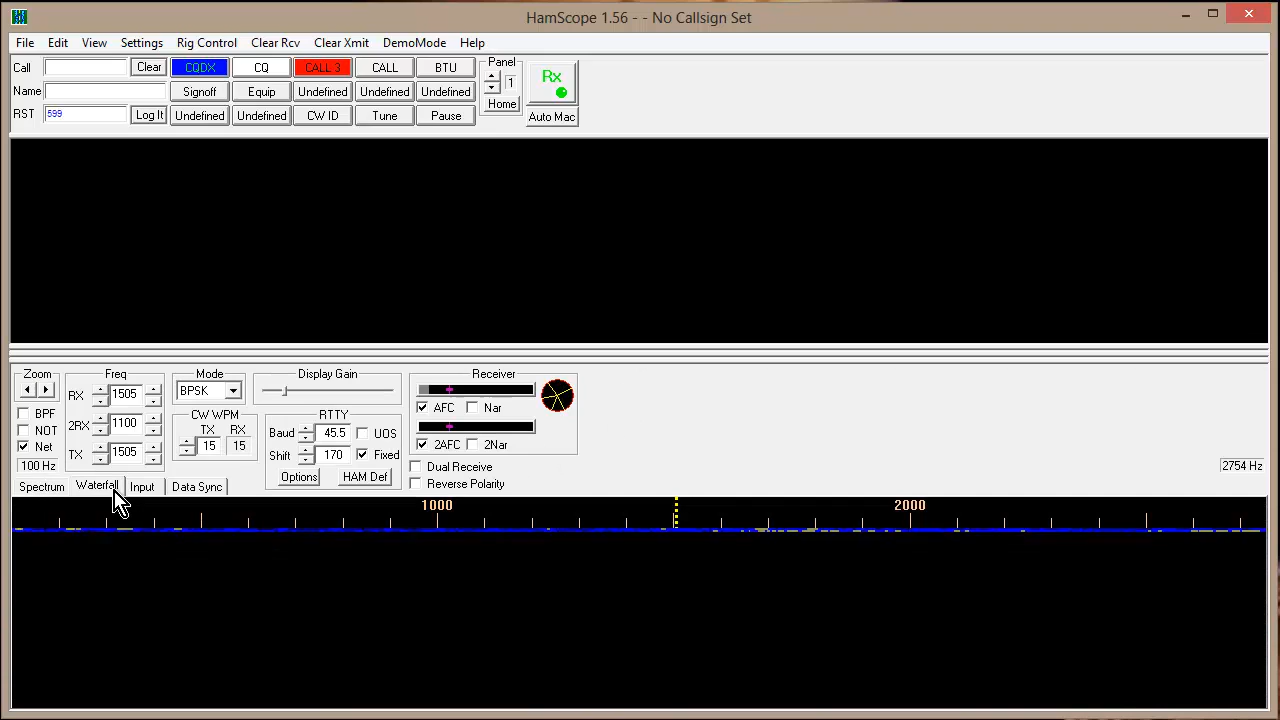 HamScope 1.56 - - No Callsign Set
File Edit View Settings Rig Control Clear Rcv Clear Xmit DemoMode Help
Call Clear CQDX CQ CALL 3 CALL BTU Panel 1 Rx
Name Signoff Equip Undefined Undefined Undefined Home
RST 599 Log It Undefined Undefined CW ID Tune Pause Auto Mac
Zoom Freq Mode Display Gain Receiver
RX 1505 BPSK
BPF 2RX 1100 CW WPM RTTY AFC Nar
NOT TX RX Baud 45.5 UOS
Net TX 1505 15 15 Shift 170 Fixed 2AFC 2Nar
100 Hz Dual Receive 2754 Hz
Options HAM Def Reverse Polarity
Spectrum Waterfall Input Data Sync
1000 2000